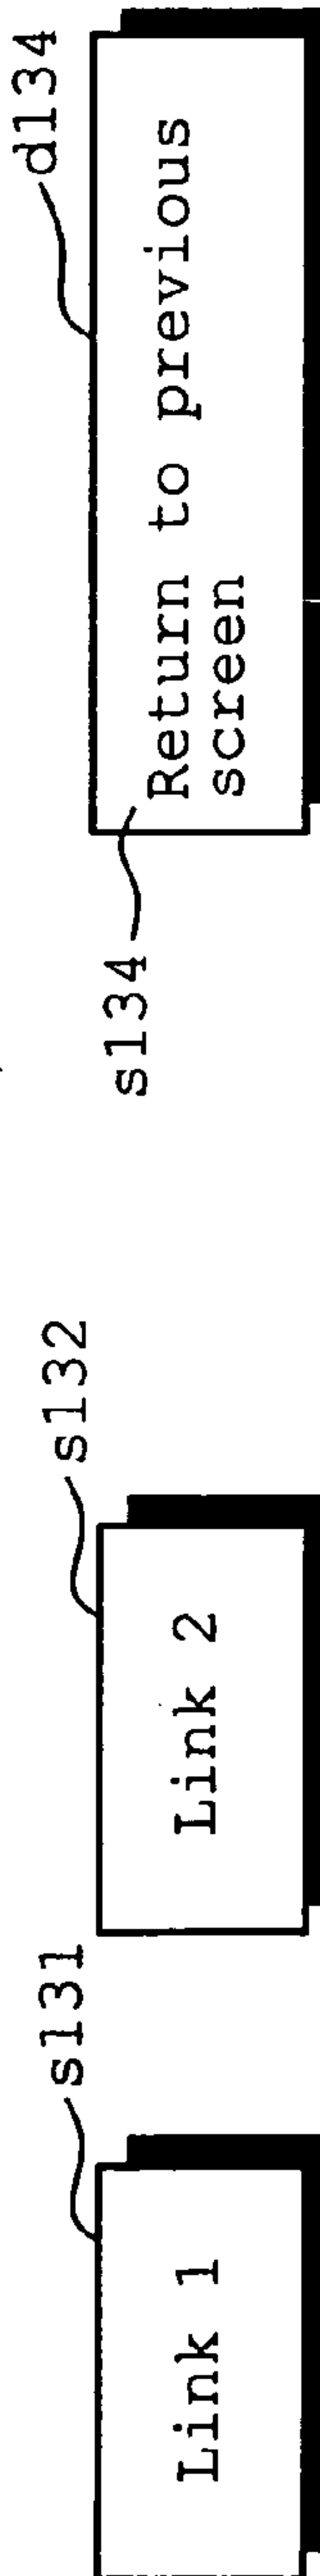 s131
Link 1
s132
Link 2
s134
d134
Return to previous
screen